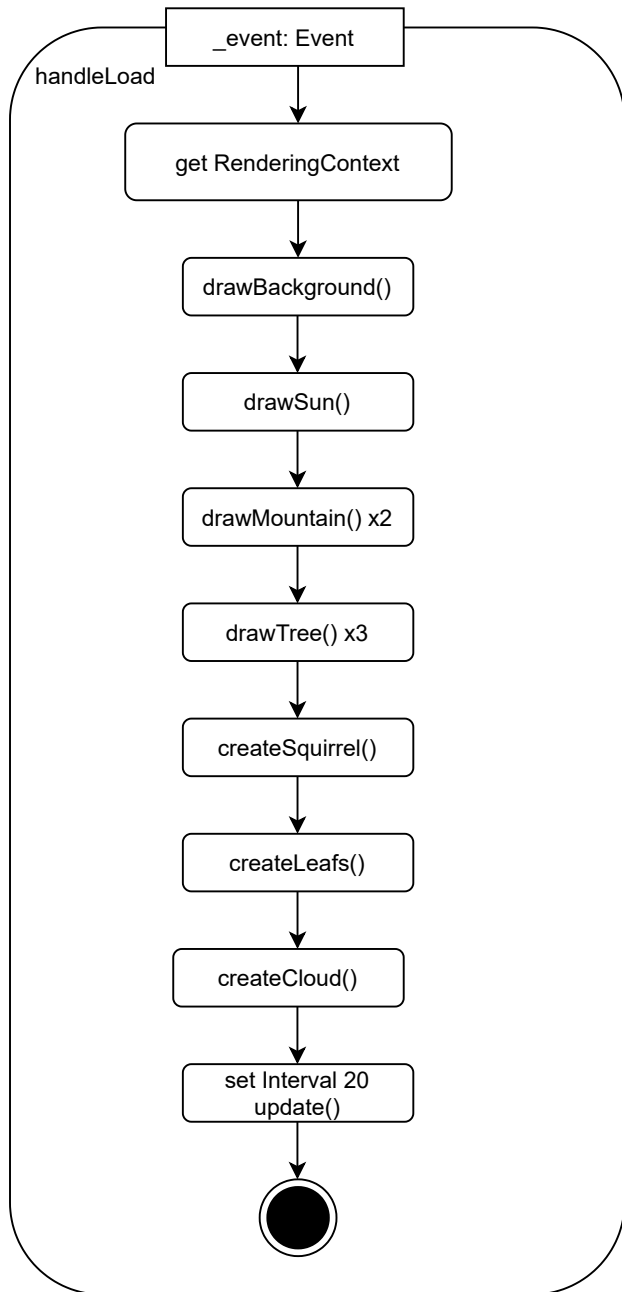 _event: Event
handleLoad
get RenderingContext
drawBackground()
drawSun()
drawMountain() x2
drawTree() x3
createSquirrel()
createLeafs()
createCloud()
set Interval 20
update()